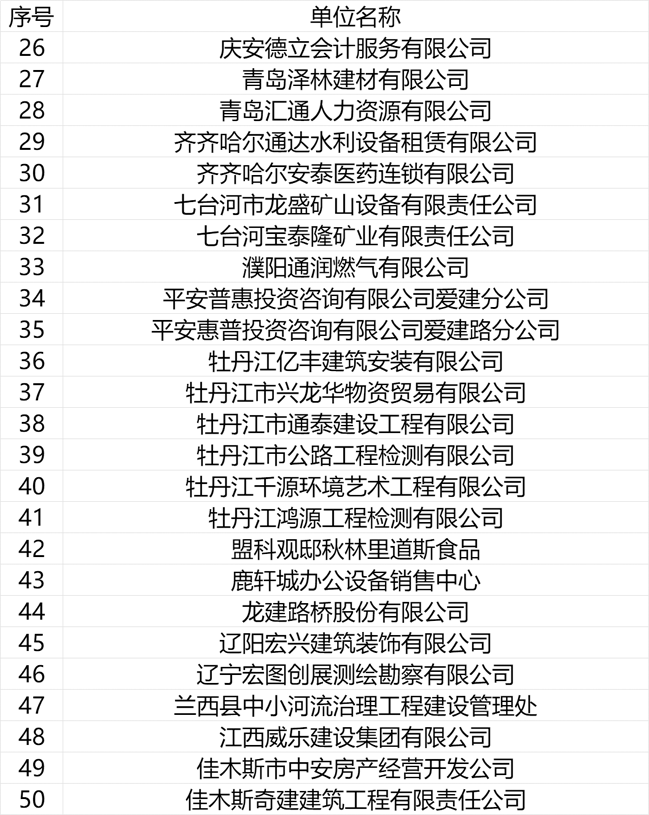 序号 单位名称
26 庆安德立会计服务有限公司
27 青岛泽林建材有限公司
28 青岛汇通人力资源有限公司
29 齐齐哈尔通达水利设备租赁有限公司
30 齐齐哈尔安泰医药连锁有限公司
31 七台河市龙盛矿山设备有限责任公司
32 七台河宝泰隆矿业有限责任公司
33 濮阳通润燃气有限公司
34 平安普惠投资咨询有限公司爱建分公司
35 平安惠普投资咨询有限公司爱建路分公司
36 牡丹江亿丰建筑安装有限公司
37 牡丹江市兴龙华物资贸易有限公司
38 牡丹江市通泰建设工程有限公司
39 牡丹江市公路工程检测有限公司
40 牡丹江千源环境艺术工程有限公司
41 牡丹江鸿源工程检测有限公司
42 盟科观邸秋林里道斯食品
43 鹿轩城办公设备销售中心
44 龙建路桥股份有限公司
45 辽阳宏兴建筑装饰有限公司
46 辽宁宏图创展测绘勘察有限公司
47 兰西县中小河流治理工程建设管理处
48 江西威乐建设集团有限公司
49 佳木斯市中安房产经营开发公司
50 佳木斯奇建建筑工程有限责任公司